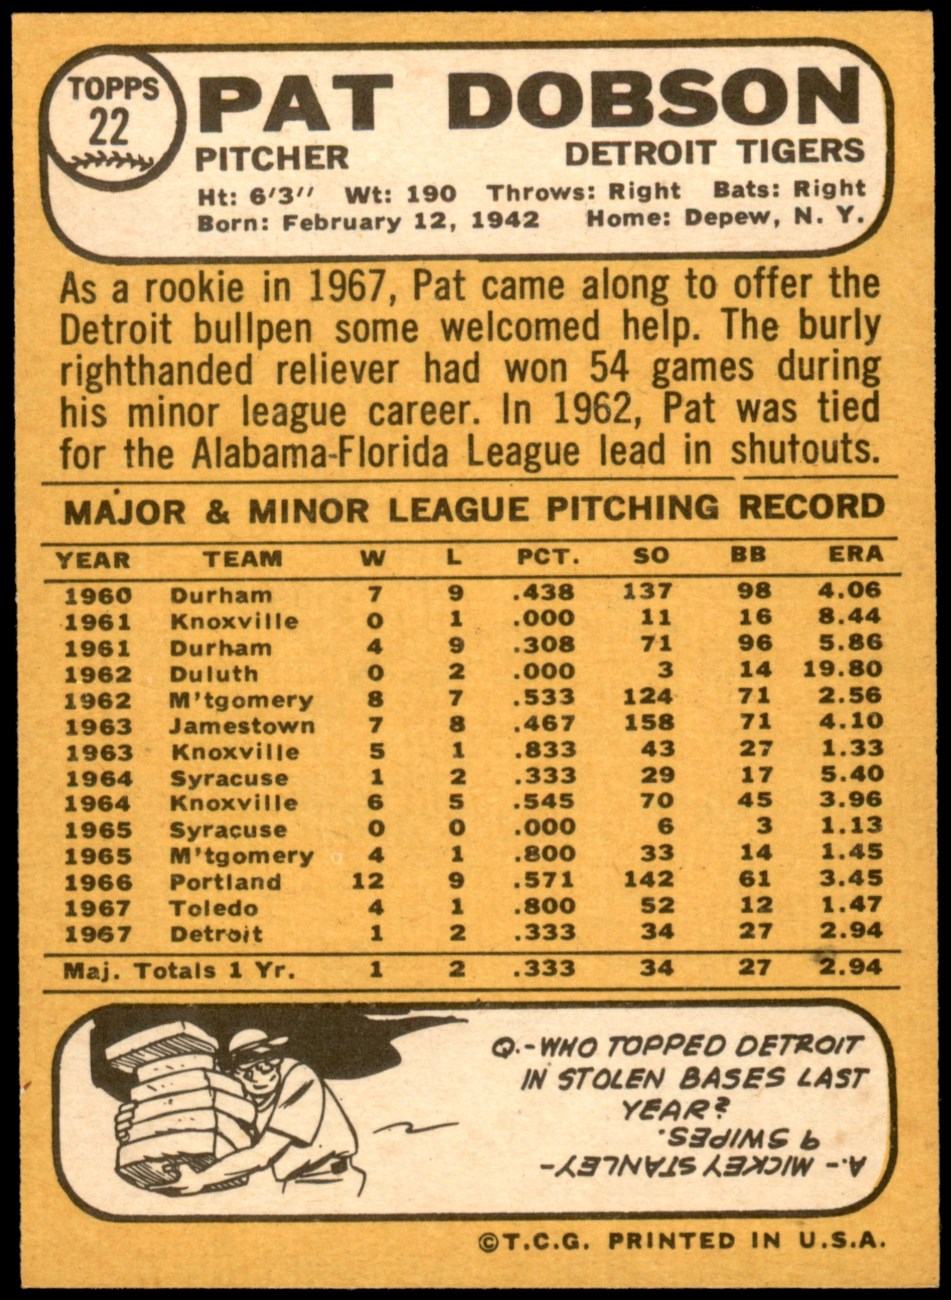 TOPPS
22
PAT DOBSON
PITCHER DETROIT TIGERS
Ht: 6'3" Wt: 190 Throws: Right Bats: Right
Born: February 12, 1942 Home: Depew, N. Y.
As a rookie in 1967, Pat came along to offer the
Detroit bullpen some welcomed help. The burly
righthanded reliever had won 54 games during
his minor league career. In 1962, Pat was tied
for the Alabama-Florida League lead in shutouts.
MAJOR & MINOR LEAGUE PITCHING RECORD
YEAR TEAM W L PCT. SO BB ERA
1960 Durham 7 9 .438 137 98 4.06
1961 Knoxville 0 1 .000 11 16 8.44
1961 Durham 4 9 .308 71 96 5.86
1962 Duluth 0 2 .000 3 14 19.80
1962 M'tgomery 8 7 .533 124 71 2.56
1963 Jamestown 7 8 .467 158 71 4.10
1963 Knoxville 5 1 .833 43 27 1.33
1964 Syracuse 1 2 .333 29 17 5.40
1964 Knoxville 6 5 .545 70 45 3.96
1965 Syracuse 0 0 .000 6 3 1.13
1965 M'tgomery 4 1 .800 33 14 1.45
1966 Portland 12 9 .571 142 61 3.45
1967 Toledo 4 1 .800 52 12 1.47
1967 Detroit 1 2 .333 34 27 2.94
Maj. Totals 1 Yr. 1 2 .333 34 27 2.94
Q.-WHO TOPPED DETROIT
IN STOLEN BASES LAST
YEAR?
A.- MICKEY STANLEY-
9 SWIPES.
©T.C.G. PRINTED IN U.S.A.